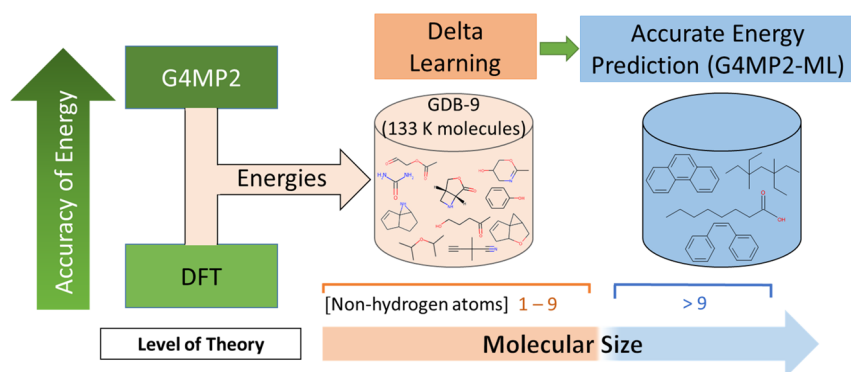 Accuracy of Energy
G4MP2
DFT
Level of Theory
Energies
Delta
Learning
GDB-9
(133 K molecules)
Accurate Energy
Prediction (G4MP2-ML)
[Non-hydrogen atoms] 1 – 9
> 9
Molecular Size